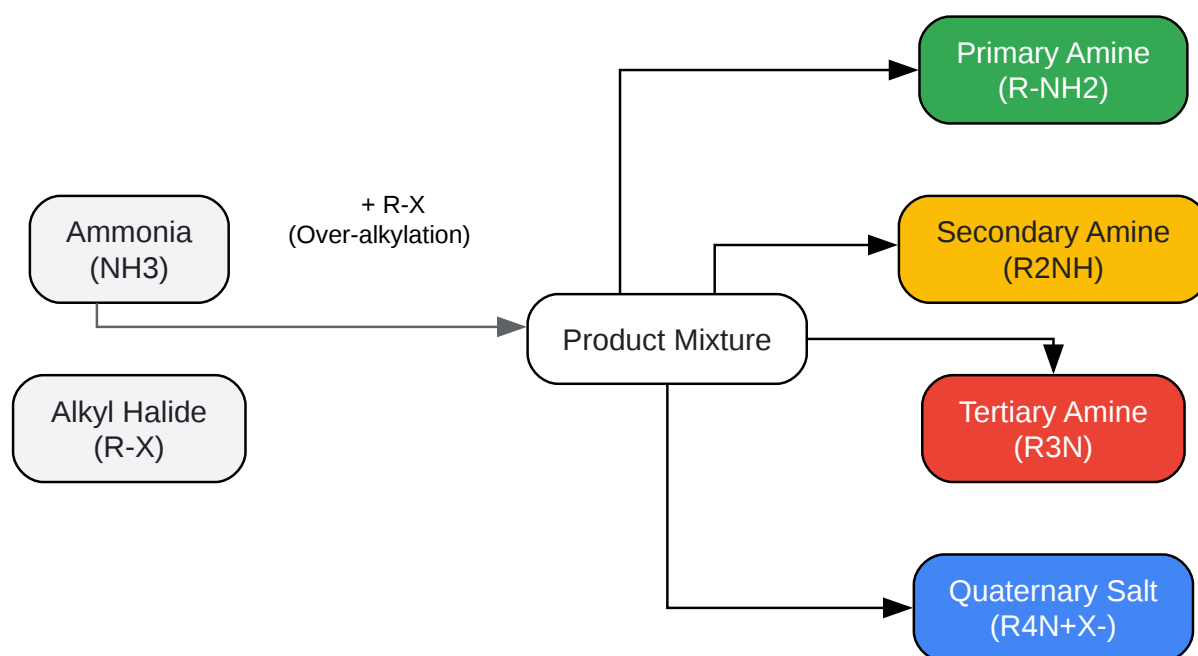 Ammonia
(NH3)
Alkyl Halide
(R-X)
+ R-X
(Over-alkylation)
Product Mixture
Primary Amine
(R-NH2)
Secondary Amine
(R2NH)
Tertiary Amine
(R3N)
Quaternary Salt
(R4N+X-)